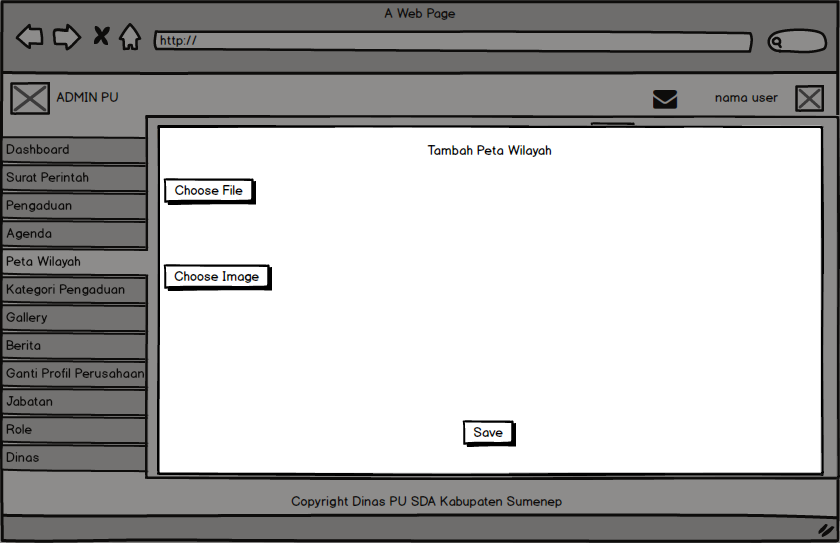 A Web Page
http://
ADMIN PU
nama user
Dashboard
Surat Perintah
Pengaduan
Agenda
Peta Wilayah
Kategori Pengaduan
Gallery
Berita
Ganti Profil Perusahaan
Jabatan
Role
Dinas
Tambah Peta Wilayah
Choose File
Choose Image
Save
Copyright Dinas PU SDA Kabupaten Sumenep